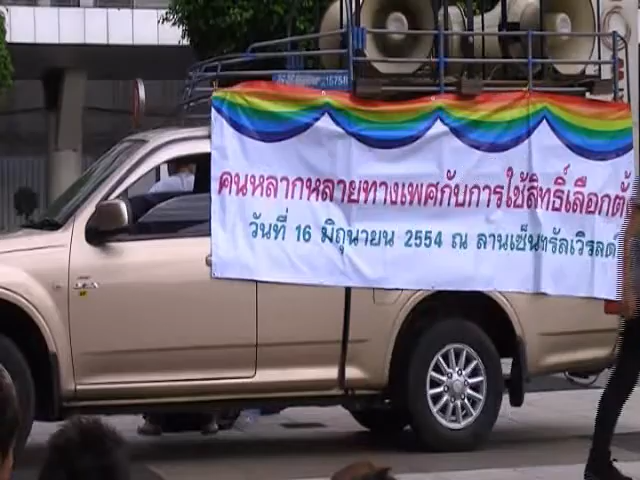 คนหลากหลายทางเพศกับการใช้สิทธิ์เลือกตั้
วันที่ 16 มิถุนายน 2554 ณ ลานเซ็นทรัลเวิรลด